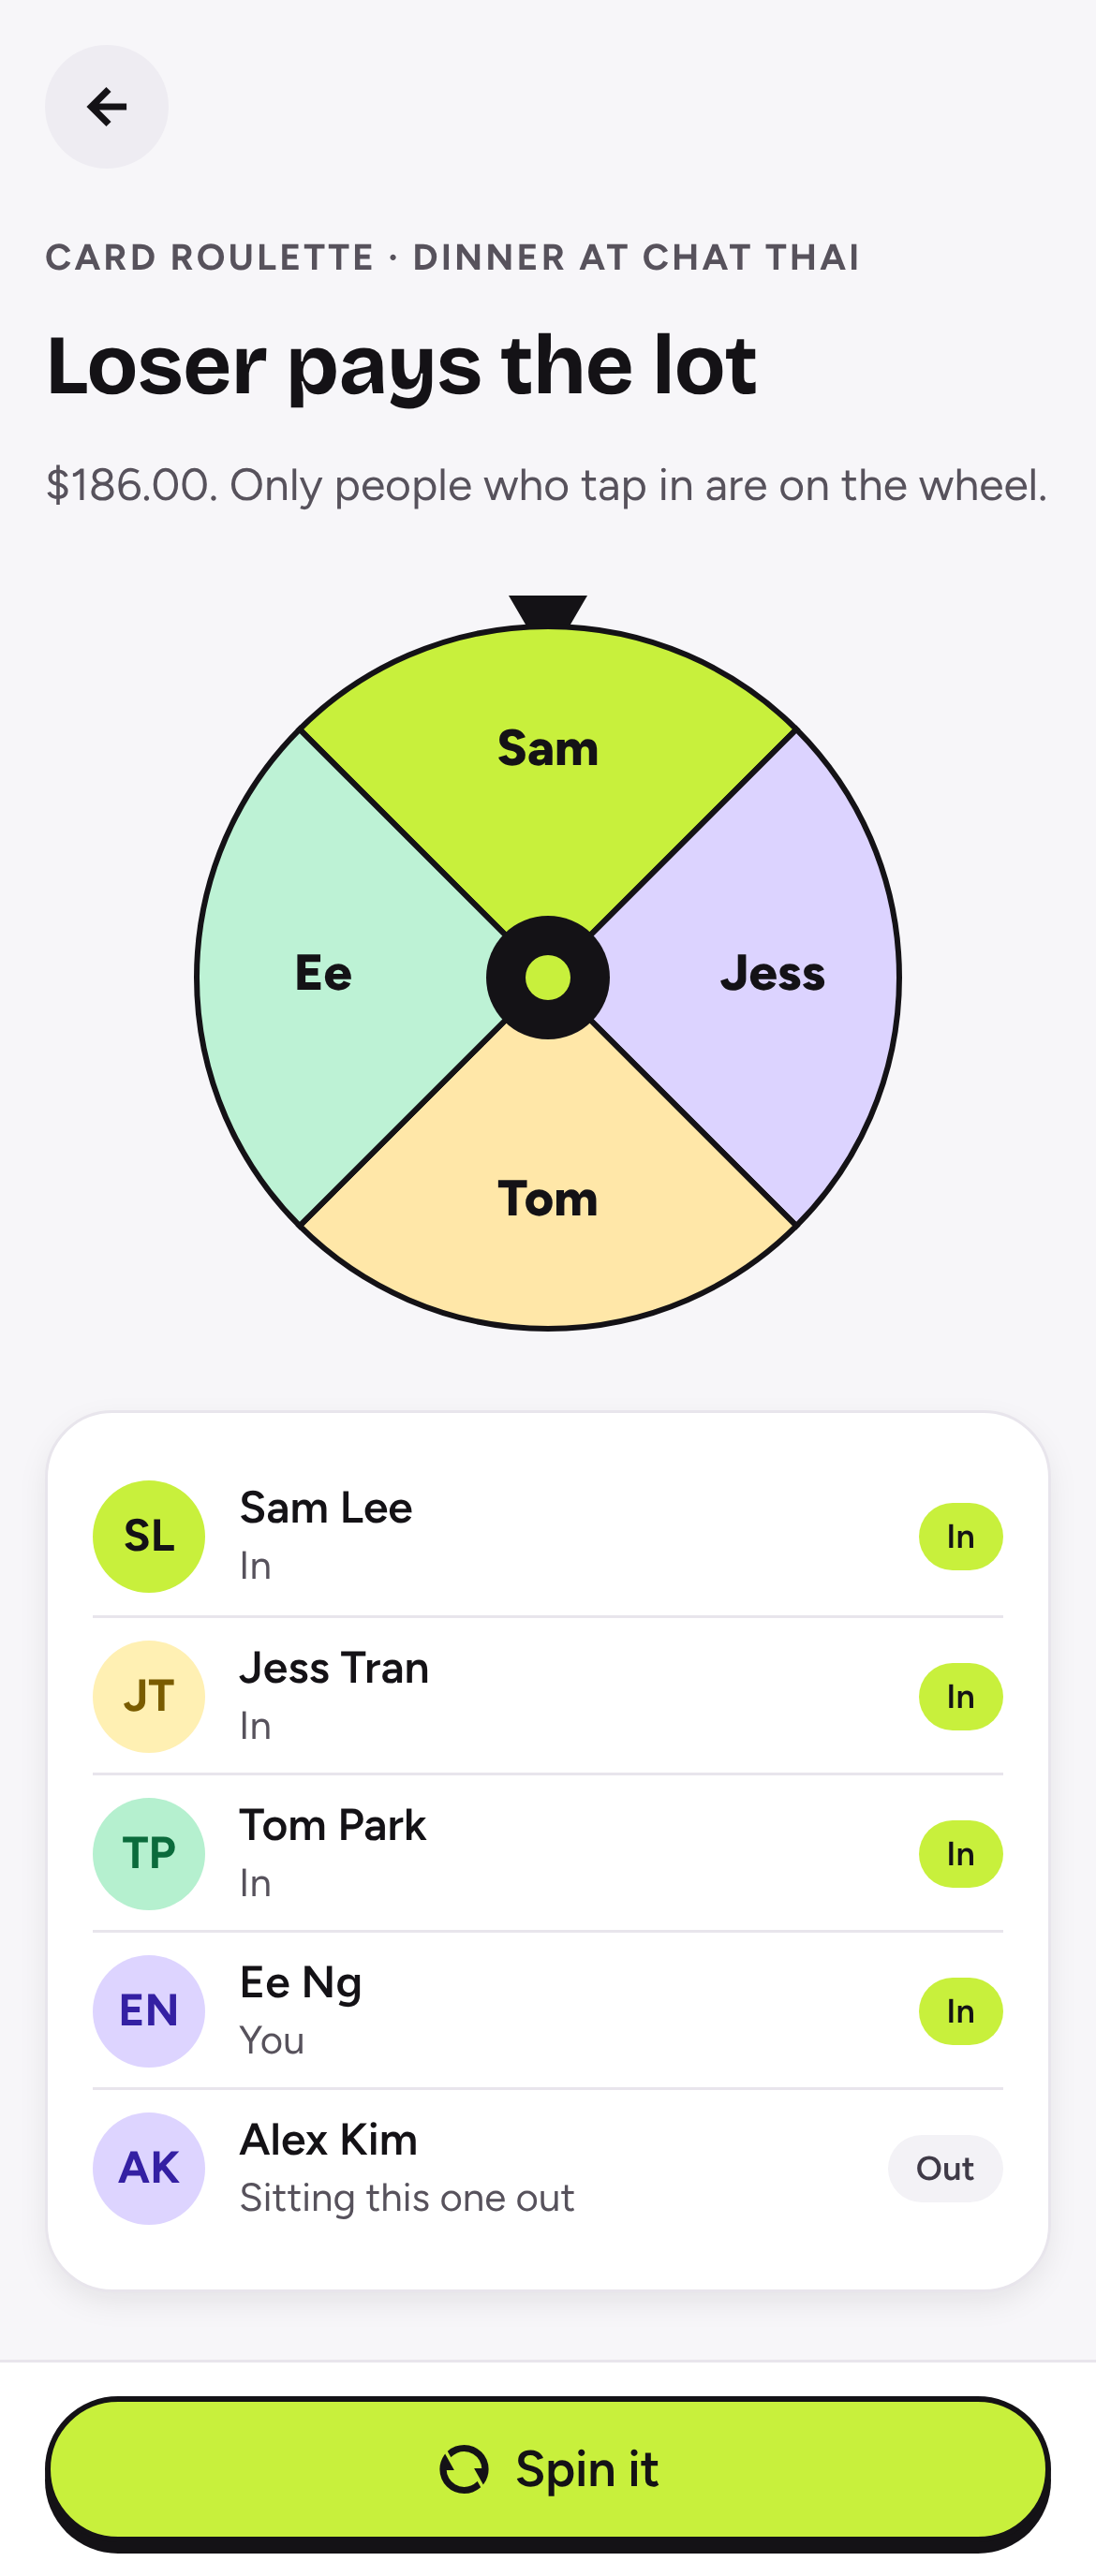 CARD ROULETTE · DINNER AT CHAT THAI
Loser pays the lot
$186.00. Only people who tap in are on the wheel.
Sam
Ee
Jess
Tom
SL
Sam Lee
In
In
JT
Jess Tran
In
In
TP
Tom Park
In
In
EN
Ee Ng
You
In
AK
Alex Kim
Sitting this one out
Out
Spin it